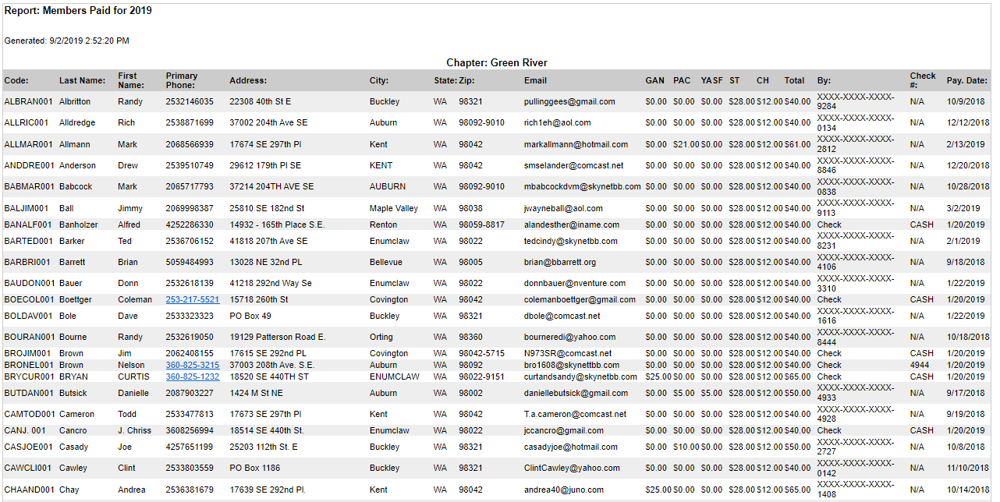 Report: Members Paid for 2019
Generated: 9/2/2019 2:52:20 PM
Chapter: Green River
Code: Last Name: First Name: Primary Phone: Address: City: State: Zip: Email GAN PAC YASF ST CH Total By: Check #: Pay. Date:
ALBRAN001 Albritton Randy 2532146035 22308 40th St E Buckley WA 98321 pullinggees@gmail.com $0.00 $0.00 $0.00 $28.00 $12.00 $40.00 XXXX-XXXX-XXXX-9284 N/A 10/9/2018
ALLRIC001 Alldredge Rich 2538871699 37002 204th Ave SE Auburn WA 98092-9010 rich1eh@aol.com $0.00 $0.00 $0.00 $28.00 $12.00 $40.00 XXXX-XXXX-XXXX-0134 N/A 12/12/2018
ALLMAR001 Allmann Mark 2068566939 17674 SE 297th Pl Kent WA 98042 markallmann@hotmail.com $0.00 $21.00 $0.00 $28.00 $12.00 $61.00 XXXX-XXXX-XXXX-2812 N/A 2/13/2019
ANDDRE001 Anderson Drew 2539510749 29612 179th Pl SE KENT WA 98042 smselander@comcast.net $0.00 $0.00 $0.00 $28.00 $12.00 $40.00 XXXX-XXXX-XXXX-8846 N/A 12/20/2018
BABMAR001 Babcock Mark 2065717793 37214 204TH AVE SE AUBURN WA 98092-9010 mbabcockdvm@skynetbb.com $0.00 $0.00 $0.00 $28.00 $12.00 $40.00 XXXX-XXXX-XXXX-0838 N/A 10/28/2018
BALJIM001 Ball Jimmy 2069998387 25810 SE 182nd St Maple Valley WA 98038 jwayneball@aol.com $0.00 $0.00 $0.00 $28.00 $12.00 $40.00 XXXX-XXXX-XXXX-9113 N/A 3/2/2019
BANALF001 Banholzer Alfred 4252286330 14932 - 165th Place S.E. Renton WA 98059-8817 alandesther@iname.com $0.00 $0.00 $0.00 $28.00 $12.00 $40.00 Check CASH 1/20/2019
BARTED001 Barker Ted 2536706152 41818 207th Ave SE Enumclaw WA 98022 tedcindy@skynetbb.com $0.00 $0.00 $0.00 $28.00 $12.00 $40.00 XXXX-XXXX-XXXX-8231 N/A 2/1/2019
BARBRI001 Barrett Brian 5059484993 13028 NE 32nd PL Bellevue WA 98005 brian@bbarrett.org $0.00 $0.00 $0.00 $28.00 $12.00 $40.00 XXXX-XXXX-XXXX-4106 N/A 9/18/2018
BAUDON001 Bauer Donn 2532618139 41218 292nd Way Se Enumclaw WA 98022 donnbauer@nventure.com $0.00 $0.00 $0.00 $28.00 $12.00 $40.00 XXXX-XXXX-XXXX-3310 N/A 1/22/2019
BOECOL001 Boettger Coleman 253-217-5521 15718 260th St Covington WA 98042 colemanboettger@gmail.com $0.00 $0.00 $0.00 $28.00 $12.00 $40.00 Check CASH 1/20/2019
BOLDAV001 Bole Dave 2533323323 PO Box 49 Buckley WA 98321 dbole@comcast.net $0.00 $0.00 $0.00 $28.00 $12.00 $40.00 XXXX-XXXX-XXXX-1616 N/A 1/22/2019
BOURAN001 Bourne Randy 2532619050 19129 Patterson Road E. Orting WA 98360 bourneredi@yahoo.com $0.00 $0.00 $0.00 $28.00 $12.00 $40.00 XXXX-XXXX-XXXX-8444 N/A 10/18/2018
BROJIM001 Brown Jim 2062408155 17615 SE 292nd PL Covington WA 98042-5715 N973SR@comcast.net $0.00 $0.00 $0.00 $28.00 $12.00 $40.00 Check CASH 1/20/2019
BRONEL001 Brown Nelson 360-825-3215 37003 208th Ave. S.E. Auburn WA 98092 bro1608@skynettbb.com $0.00 $0.00 $0.00 $28.00 $12.00 $40.00 Check 4944 1/20/2019
BRYCUR001 BRYAN CURTIS 360-825-1232 18520 SE 440TH ST ENUMCLAW WA 98022-9151 curtandsandy@skynetbb.com $25.00 $0.00 $0.00 $28.00 $12.00 $65.00 Check CASH 1/20/2019
BUTDAN001 Butsick Danielle 2087903227 1424 M St NE Auburn WA 98002 daniellebutsick@gmail.com $0.00 $5.00 $5.00 $28.00 $12.00 $50.00 XXXX-XXXX-XXXX-4933 N/A 9/17/2018
CAMTOD001 Cameron Todd 2533477813 17673 SE 297th Pl Kent WA 98042 T.a.cameron@comcast.net $0.00 $0.00 $0.00 $28.00 $12.00 $40.00 XXXX-XXXX-XXXX-4928 N/A 9/19/2018
CANJ. 001 Cancro J. Chriss 3608256994 18514 SE 440th St. Enumclaw WA 98022 jccancro@gmail.com $0.00 $0.00 $0.00 $28.00 $12.00 $40.00 Check CASH 1/20/2019
CASJOE001 Casady Joe 4257651199 25203 112th St. E Buckley WA 98321 casadyjoe@hotmail.com $0.00 $10.00 $0.00 $28.00 $12.00 $50.00 XXXX-XXXX-XXXX-2727 N/A 10/8/2018
CAWCLI001 Cawley Clint 2533803559 PO Box 1186 Buckley WA 98321 ClintCawley@yahoo.com $0.00 $0.00 $0.00 $28.00 $12.00 $40.00 XXXX-XXXX-XXXX-0142 N/A 11/10/2018
CHAAND001 Chay Andrea 2536381679 17639 SE 292nd Pl. Kent WA 98042 andrea40@juno.com $25.00 $0.00 $0.00 $28.00 $12.00 $65.00 XXXX-XXXX-XXXX-1408 N/A 10/14/2018